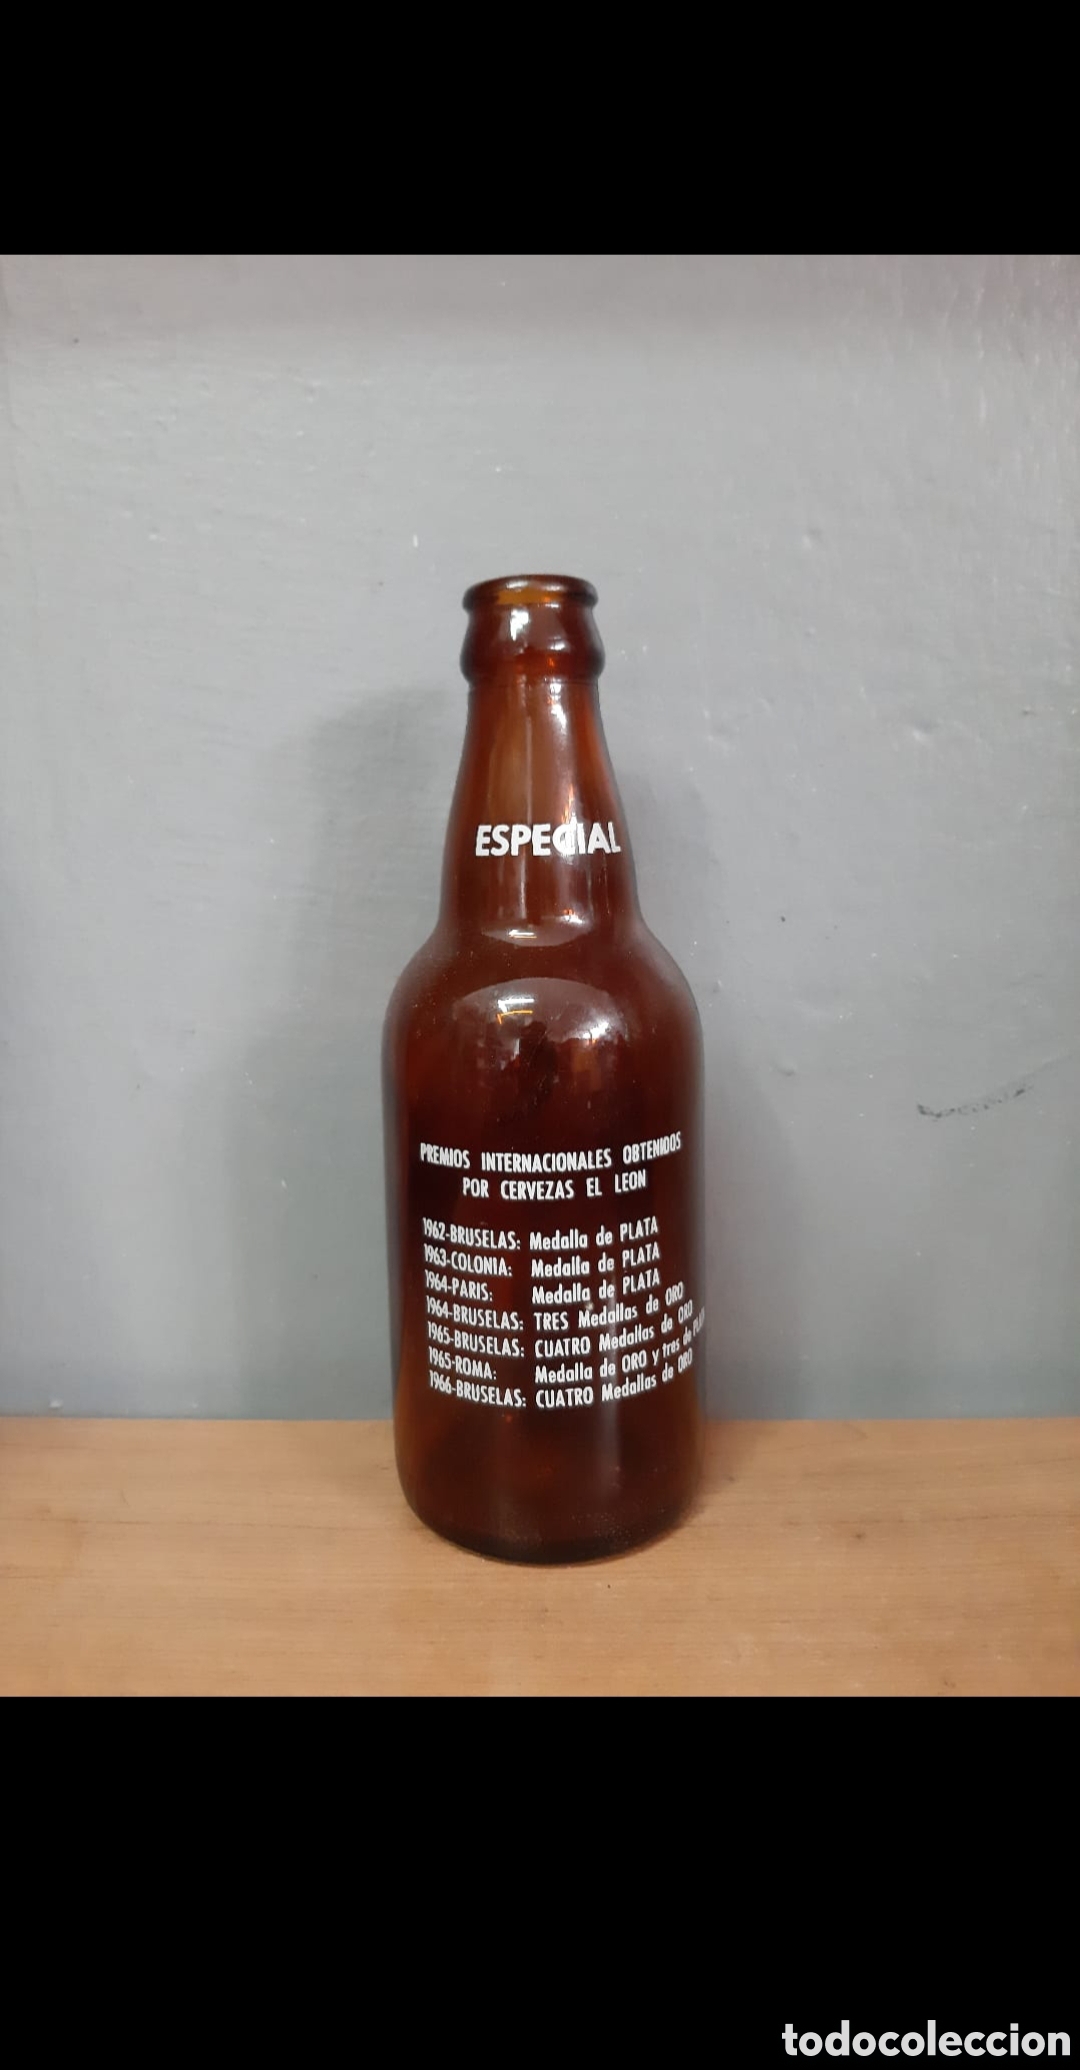 ESPECIAL
PREMIOS INTERNACIONALES OBTENIDOS
POR CERVEZAS EL LEON
1962-BRUSELAS: Medalla de PLATA
1963-COLONIA: Medalla de PLATA
1964-PARIS: Medalla de PLATA
1964-BRUSELAS: TRES Medallas de ORO
1965-BRUSELAS: CUATRO Medallas de ORO
1965-ROMA: Medalla de ORO y tres de PLATA
1966-BRUSELAS: CUATRO Medallas de ORO
todocoleccion